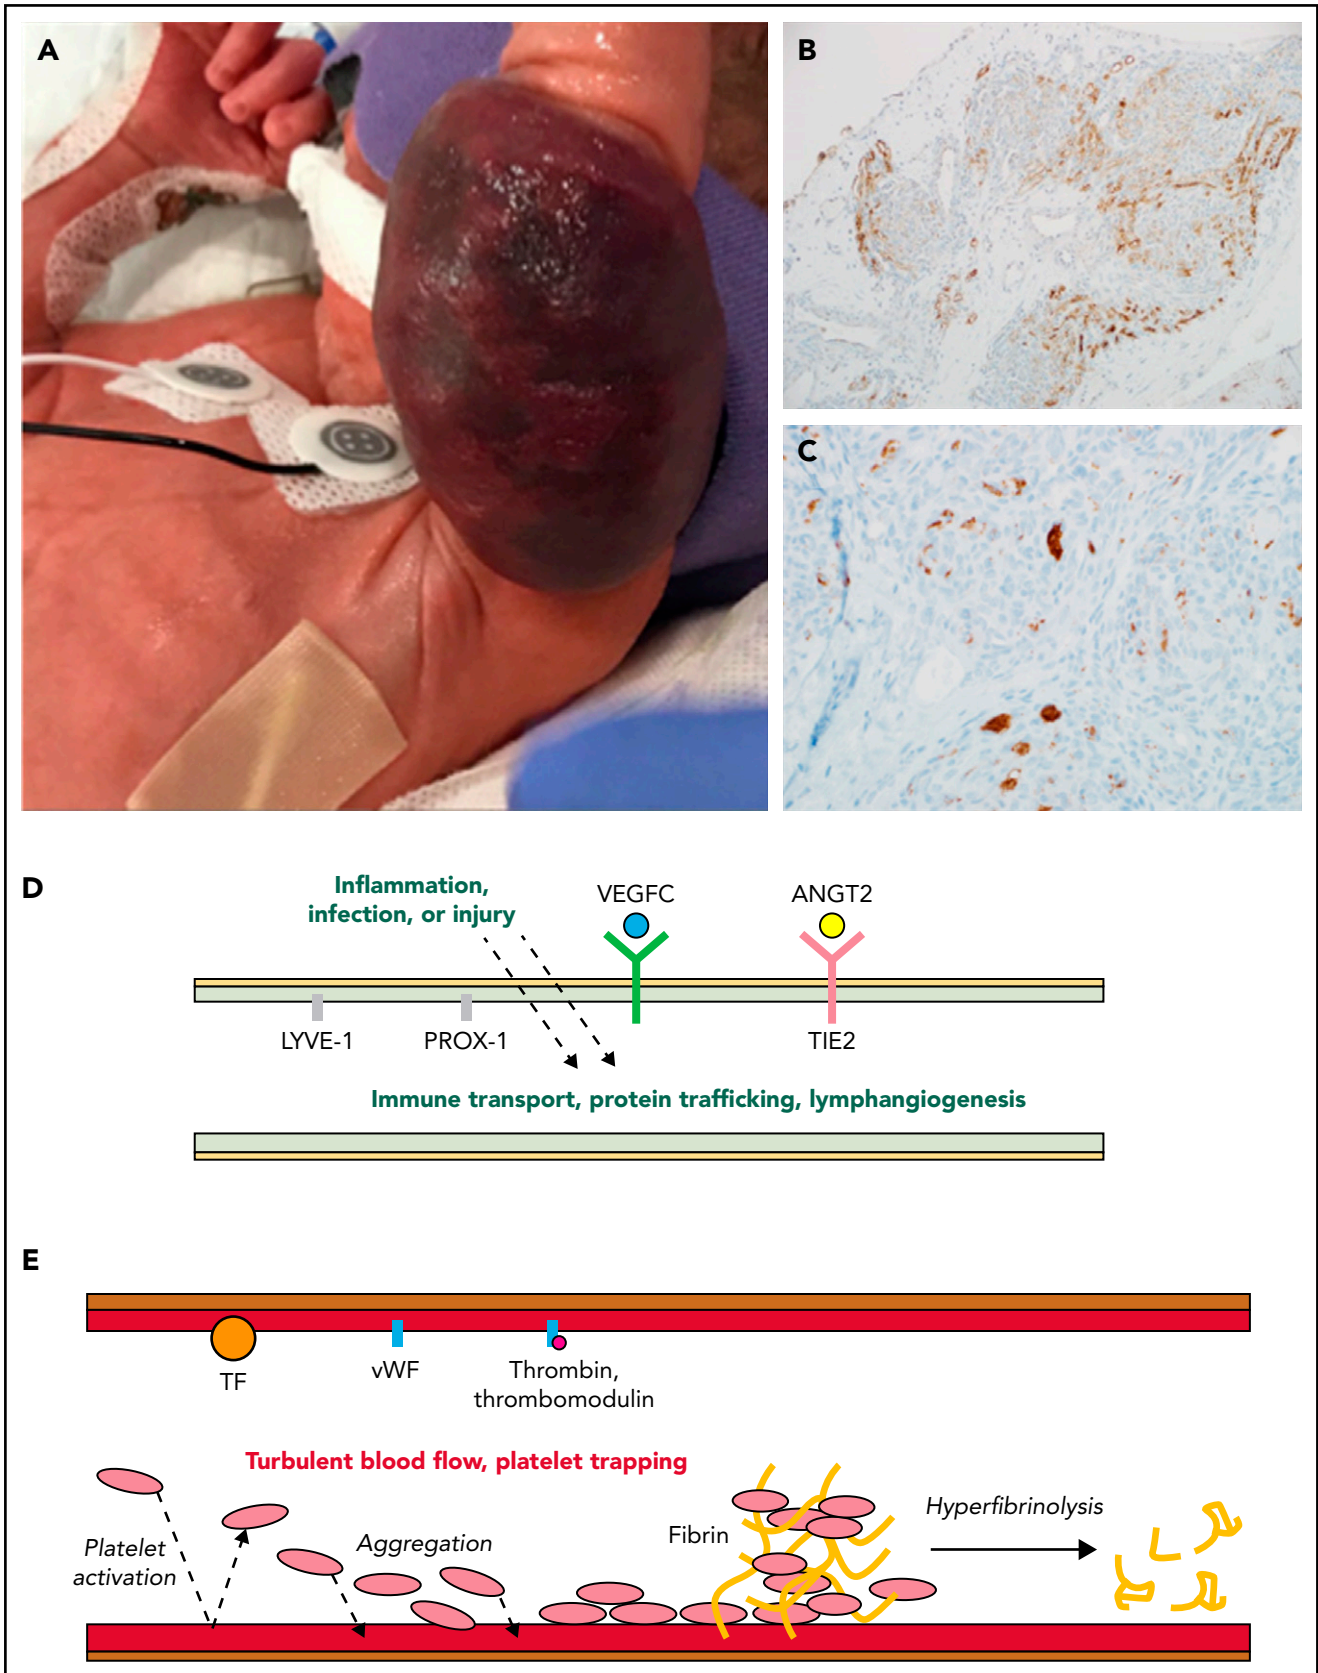 A
B
C
D
Inflammation,
infection, or injury
VEGFC
ANGT2
LYVE-1
PROX-1
TIE2
Immune transport, protein trafficking, lymphangiogenesis
E
TF
vWF
Thrombin,
thrombomodulin
Turbulent blood flow, platelet trapping
Platelet
activation
Aggregation
Fibrin
Hyperfibrinolysis